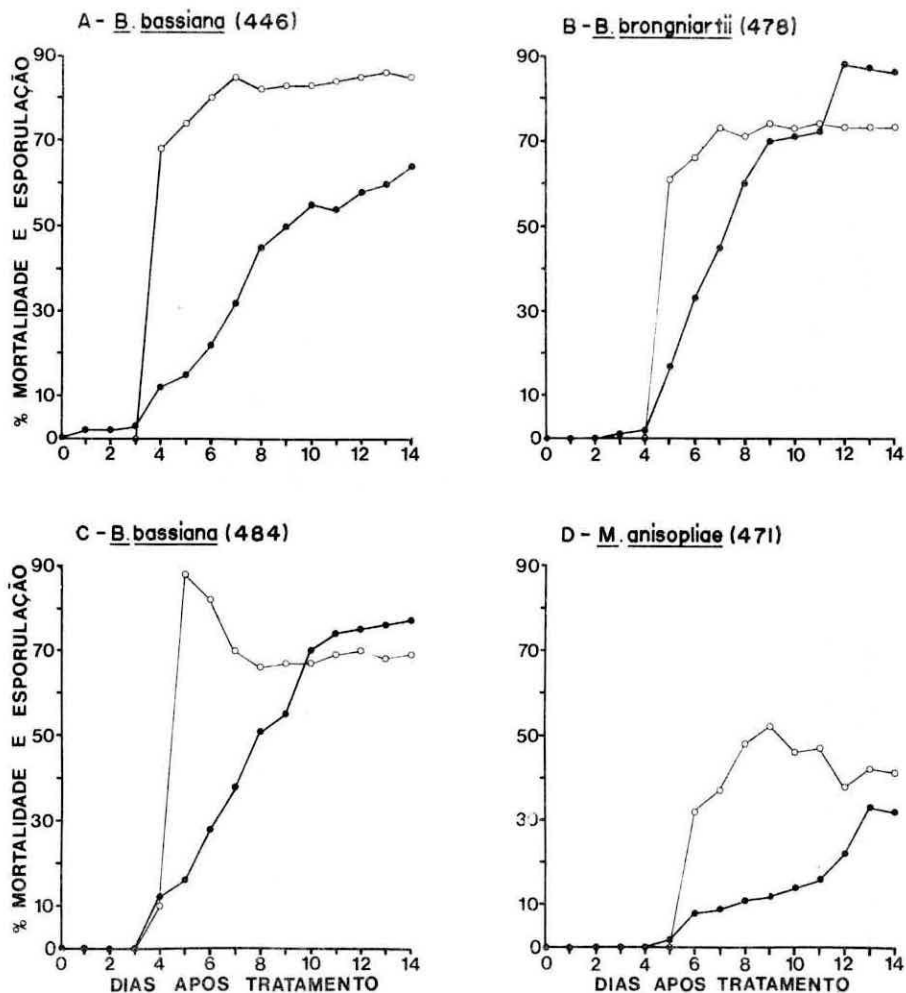 A - B. bassiana (446)
90
70
50
30
10
0
0 2 4 6 8 10 12 14
% MORTALIDADE E ESPORULAÇÃO
B - B. brongniartii (478)
90
70
50
30
10
0
0 2 4 6 8 10 12 14
C - B. bassiana (484)
90
70
50
30
10
0
0 2 4 6 8 10 12 14
% MORTALIDADE E ESPORULAÇÃO
DIAS APOS TRATAMENTO
D - M. anisopliae (471)
90
70
50
30
10
0
0 2 4 6 8 10 12 14
DIAS APOS TRATAMENTO